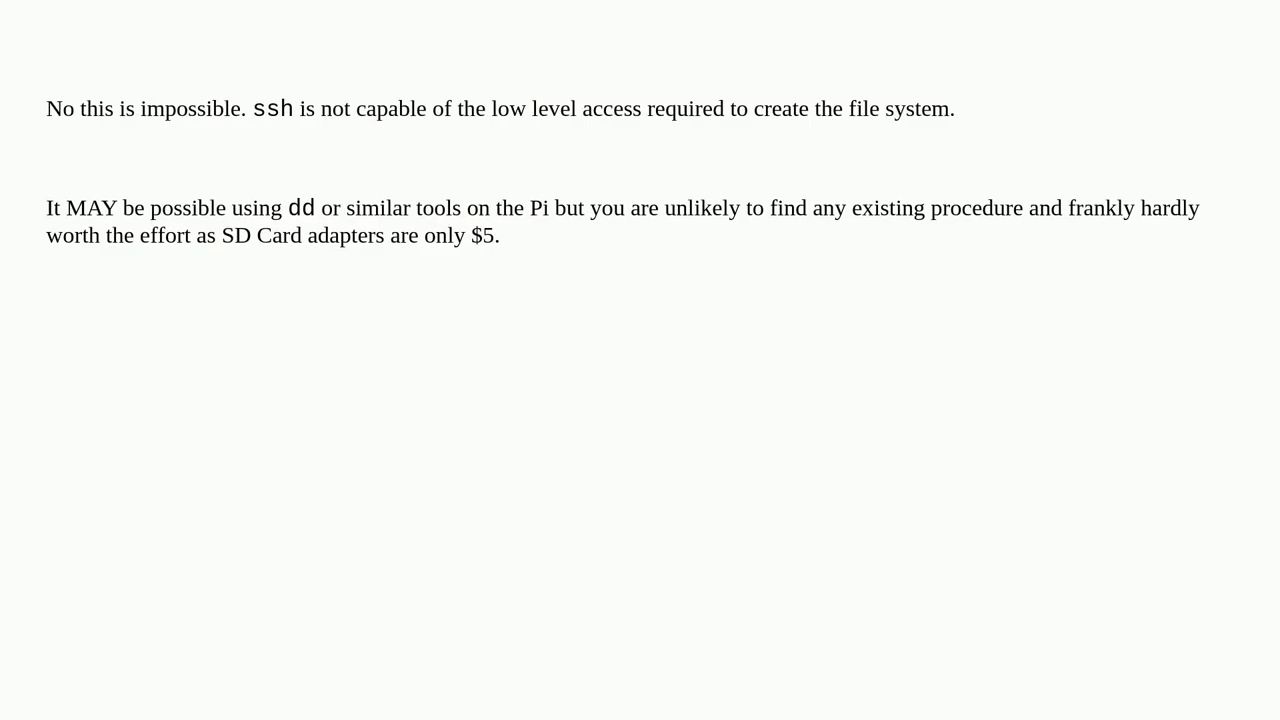 No this is impossible. ssh is not capable of the low level access required to create the file system.
It MAY be possible using dd or similar tools on the Pi but you are unlikely to find any existing procedure and frankly hardly
worth the effort as SD Card adapters are only $5.